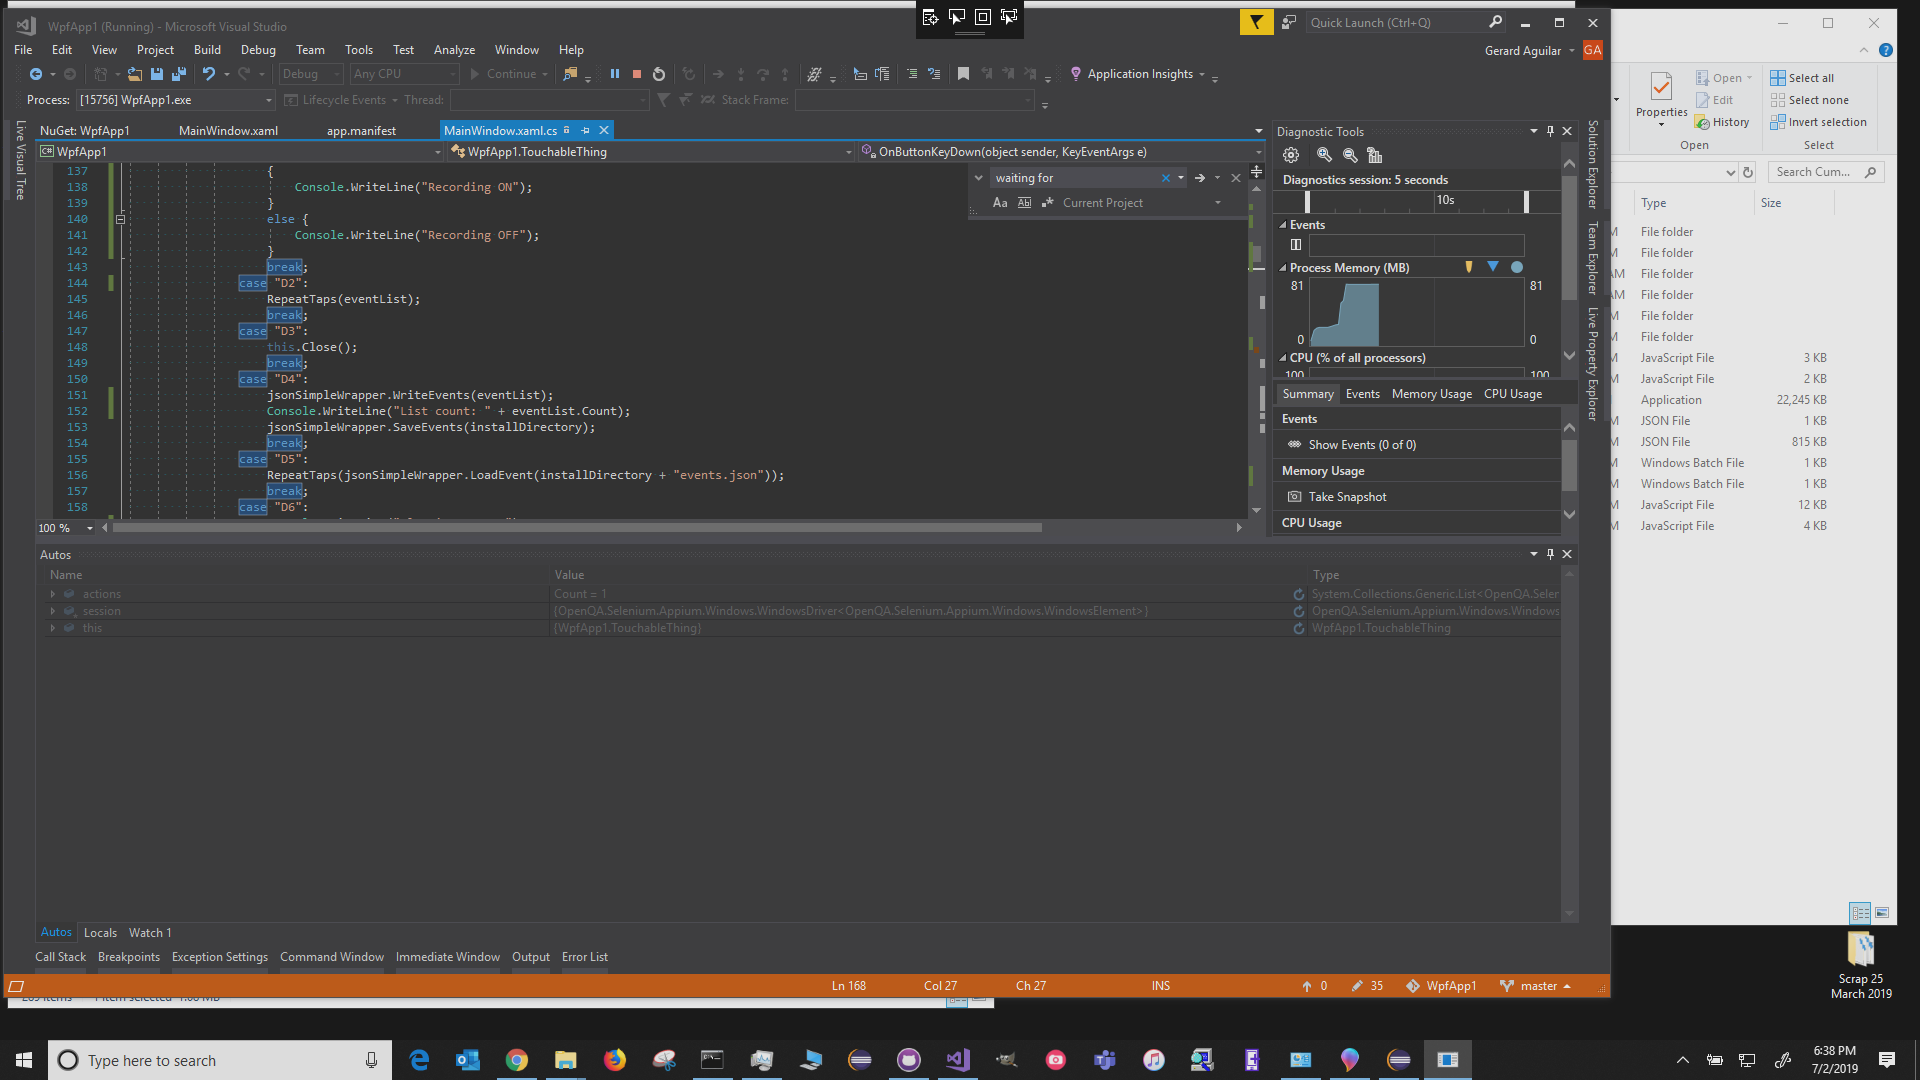 WpfApp1 (Running) - Microsoft Visual Studio
Quick Launch (Ctrl+Q)
File Edit View Project Build Debug Team Tools Test Analyze Window Help
Gerard Aguilar GA
Debug Any CPU Continue Application Insights
Process: [15756] WpfApp1.exe Lifecycle Events Thread: Stack Frame:
Live Visual Tree
NuGet: WpfApp1 MainWindow.xaml app.manifest MainWindow.xaml.cs
WpfApp1 WpfApp1.TouchableThing OnButtonKeyDown(object sender, KeyEventArgs e)
waiting for
Aa Abl Current Project
137 {
138 Console.WriteLine("Recording ON");
139 }
140 else {
141 Console.WriteLine("Recording OFF");
142 }
143 break;
144 case "D2":
145 RepeatTaps(eventList);
146 break;
147 case "D3":
148 this.Close();
149 break;
150 case "D4":
151 jsonSimpleWrapper.WriteEvents(eventList);
152 Console.WriteLine("List count: " + eventList.Count);
153 jsonSimpleWrapper.SaveEvents(installDirectory);
154 break;
155 case "D5":
156 RepeatTaps(jsonSimpleWrapper.LoadEvent(installDirectory + "events.json"));
157 break;
158 case "D6":
100 %
Diagnostic Tools
Diagnostics session: 5 seconds
10s
Events
Process Memory (MB)
81 81
0 0
CPU (% of all processors)
100 100
Summary Events Memory Usage CPU Usage
Events
Show Events (0 of 0)
Memory Usage
Take Snapshot
CPU Usage
Solution Explorer
Team Explorer
Live Property Explorer
Autos
Name Value Type
actions Count = 1 System.Collections.Generic.List<OpenQA.Selen
session {OpenQA.Selenium.Appium.Windows.WindowsDriver<OpenQA.Selenium.Appium.Windows.WindowsElement>} OpenQA.Selenium.Appium.Windows.Windows
this {WpfApp1.TouchableThing} WpfApp1.TouchableThing
Autos Locals Watch 1
Call Stack Breakpoints Exception Settings Command Window Immediate Window Output Error List
Ln 168 Col 27 Ch 27 INS 0 35 WpfApp1 master
Properties
Open
Edit
History
Open
Select all
Select none
Invert selection
Select
Search Cum...
Type Size
M File folder
M File folder
AM File folder
AM File folder
M File folder
M File folder
M JavaScript File 3 KB
M JavaScript File 2 KB
M Application 22,245 KB
M JSON File 1 KB
M JSON File 815 KB
M Windows Batch File 1 KB
M Windows Batch File 1 KB
M JavaScript File 12 KB
M JavaScript File 4 KB
Scrap 25
March 2019
Type here to search
6:38 PM
7/2/2019